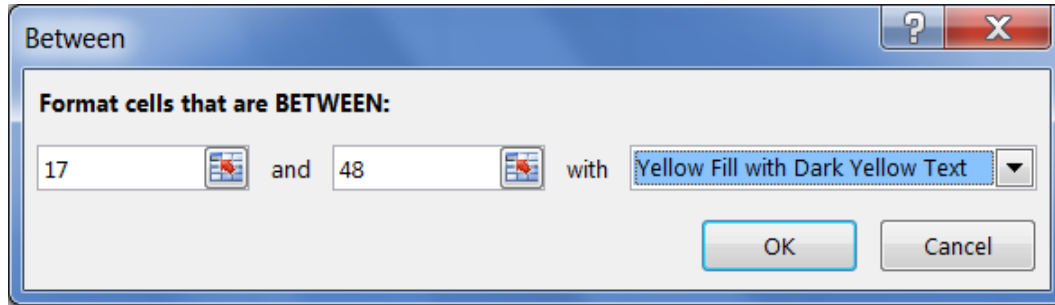 Between
Format cells that are BETWEEN:
17 and 48 with Yellow Fill with Dark Yellow Text
OK Cancel